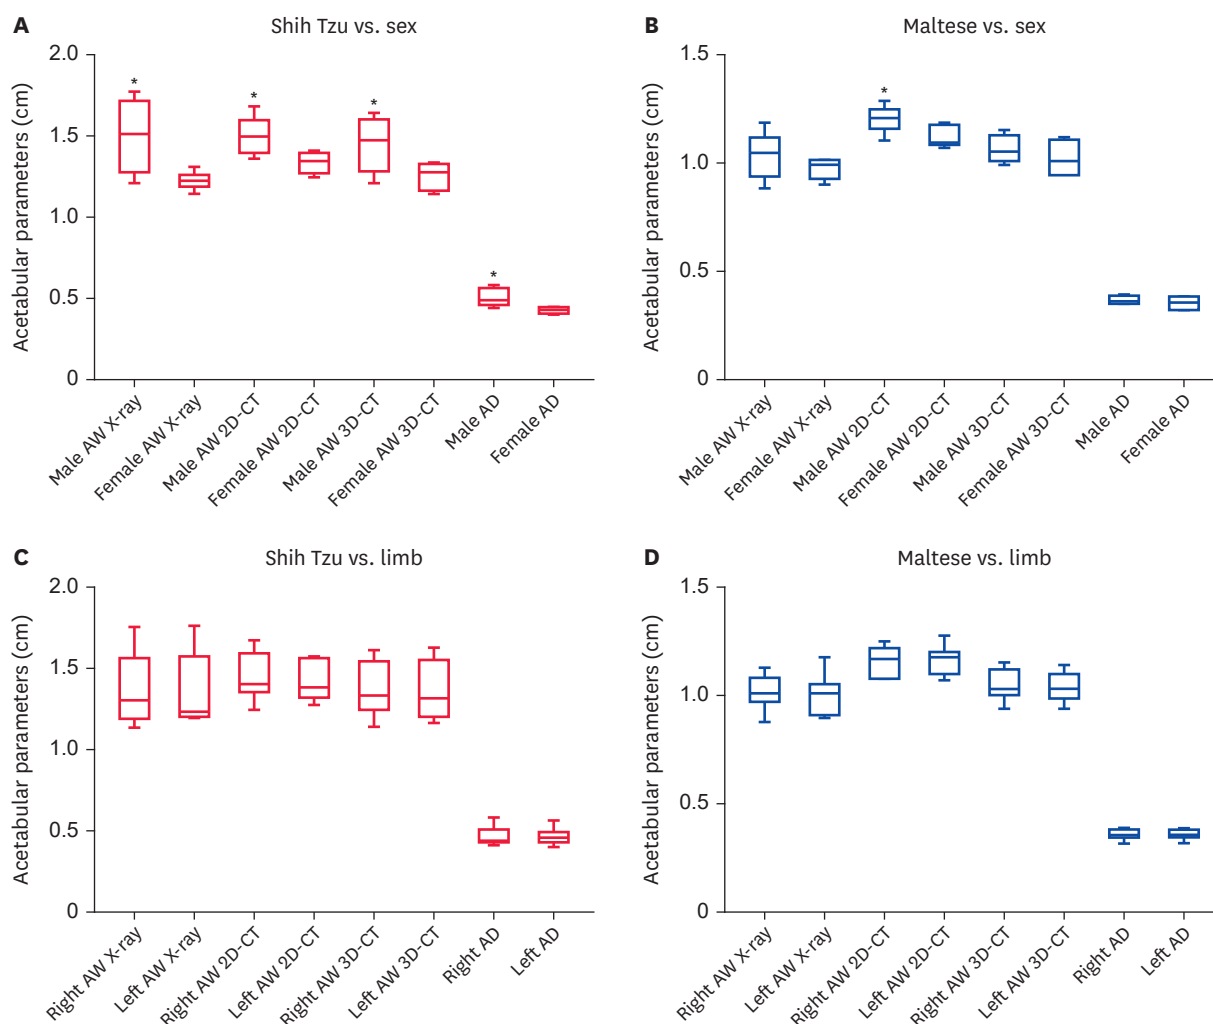 A
Shih Tzu vs. sex
Acetabular parameters (cm)
2.0
1.5
1.0
0.5
0
*
*
*
*
Male AW X-ray
Female AW X-ray
Male AW 2D-CT
Female AW 2D-CT
Male AW 3D-CT
Female AW 3D-CT
Male AD
Female AD
B
Maltese vs. sex
Acetabular parameters (cm)
1.5
1.0
0.5
0
*
Male AW X-ray
Female AW X-ray
Male AW 2D-CT
Female AW 2D-CT
Male AW 3D-CT
Female AW 3D-CT
Male AD
Female AD
C
Shih Tzu vs. limb
Acetabular parameters (cm)
2.0
1.5
1.0
0.5
0
Right AW X-ray
Left AW X-ray
Right AW 2D-CT
Left AW 2D-CT
Right AW 3D-CT
Left AW 3D-CT
Right AD
Left AD
D
Maltese vs. limb
Acetabular parameters (cm)
1.5
1.0
0.5
0
Right AW X-ray
Left AW X-ray
Right AW 2D-CT
Left AW 2D-CT
Right AW 3D-CT
Left AW 3D-CT
Right AD
Left AD